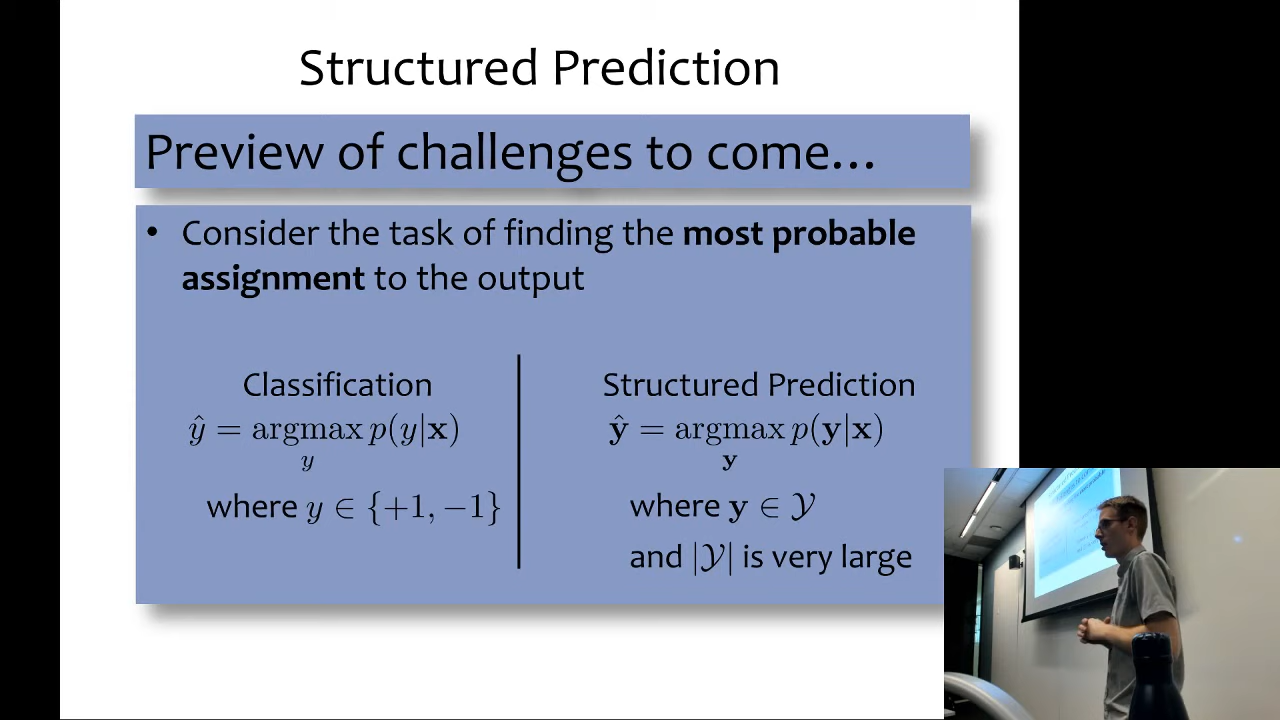 Structured Prediction
Preview of challenges to come…
• Consider the task of finding the most probable
assignment to the output
Classification
ŷ = argmax p(y|x)
y
where y ∈ {+1, −1}
Structured Prediction
ŷ = argmax p(y|x)
y
where y ∈ 𝒴
and |𝒴| is very large